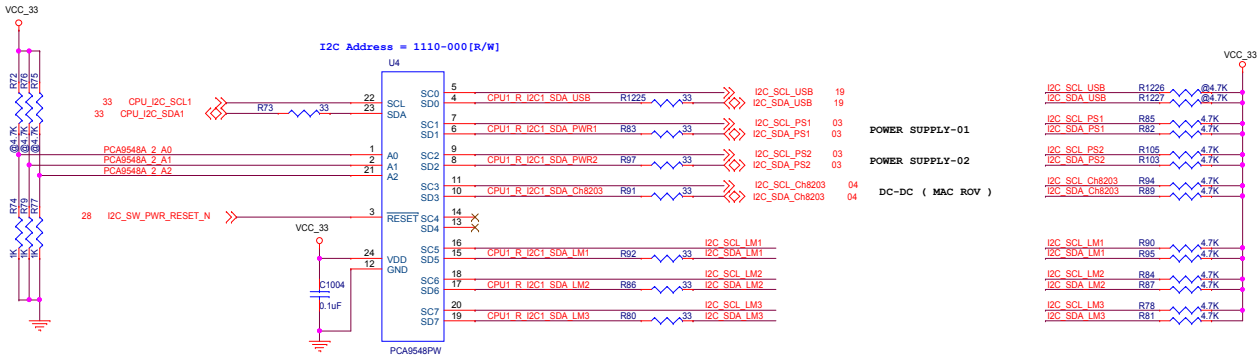 VCC_33
I2C Address = 1110-000[R/W]
VCC_33
U4
R72
R76
R75
@4.7K
@4.7K
@4.7K
33 CPU_I2C_SCL1
33 CPU_I2C_SDA1
R73 33
22 SCL
23 SDA
PCA9548A_2_A0 1 A0
PCA9548A_2_A1 2 A1
PCA9548A_2_A2 21 A2
R74
R79
R77
1K
1K
1K
28 I2C_SW_PWR_RESET_N 3 RESET
VCC_33
24 VDD
12 GND
C1004
0.1uF
PCA9548PW
SC0 5 I2C_SCL_USB 19
SD0 4 CPU1_R_I2C1_SDA_USB R1225 33 I2C_SDA_USB 19
SC1 7 I2C_SCL_PS1 03
SD1 6 CPU1_R_I2C1_SDA_PWR1 R83 33 I2C_SDA_PS1 03
POWER SUPPLY-01
SC2 9 I2C_SCL_PS2 03
SD2 8 CPU1_R_I2C1_SDA_PWR2 R97 33 I2C_SDA_PS2 03
POWER SUPPLY-02
SC3 11 I2C_SCL_Ch8203 04
SD3 10 CPU1_R_I2C1_SDA_Ch8203 R91 33 I2C_SDA_Ch8203 04
DC-DC ( MAC ROV )
SC4 14
SD4 13
SC5 16 I2C_SCL_LM1
SD5 15 CPU1_R_I2C1_SDA_LM1 R92 33 I2C_SDA_LM1
SC6 18 I2C_SCL_LM2
SD6 17 CPU1_R_I2C1_SDA_LM2 R86 33 I2C_SDA_LM2
SC7 20 I2C_SCL_LM3
SD7 19 CPU1_R_I2C1_SDA_LM3 R80 33 I2C_SDA_LM3
I2C_SCL_USB R1226 @4.7K
I2C_SDA_USB R1227 @4.7K
I2C_SCL_PS1 R85 4.7K
I2C_SDA_PS1 R82 4.7K
I2C_SCL_PS2 R105 4.7K
I2C_SDA_PS2 R103 4.7K
I2C_SCL_Ch8203 R94 4.7K
I2C_SDA_Ch8203 R89 4.7K
I2C_SCL_LM1 R90 4.7K
I2C_SDA_LM1 R95 4.7K
I2C_SCL_LM2 R84 4.7K
I2C_SDA_LM2 R87 4.7K
I2C_SCL_LM3 R78 4.7K
I2C_SDA_LM3 R81 4.7K